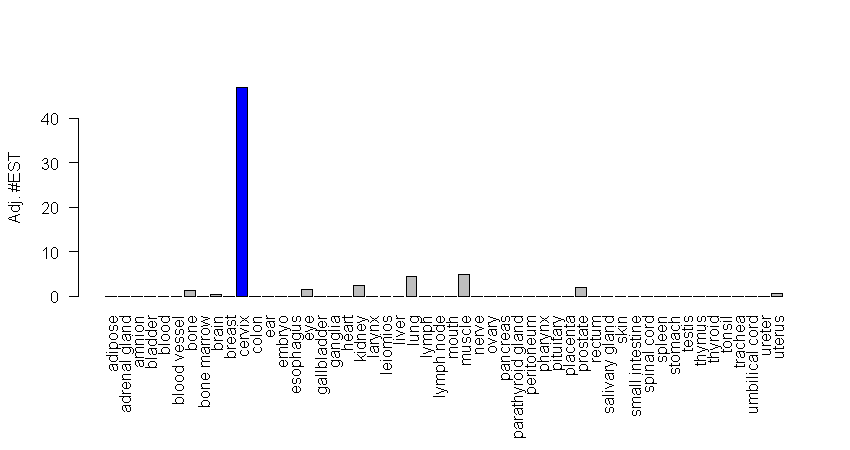 Adj. #EST
40
30
20
10
0
adipose
adrenal gland
amnion
bladder
blood
blood vessel
bone
bone marrow
brain
breast
cervix
colon
ear
embryo
esophagus
eye
gallbladder
ganglia
heart
kidney
larynx
leiomios
liver
lung
lymph
lymph node
mouth
muscle
nerve
ovary
pancreas
parathyroid gland
peritoneum
pharynx
pituitary
placenta
prostate
rectum
salivary gland
skin
small intestine
spinal cord
spleen
stomach
testis
thymus
thyroid
tonsil
trachea
umbilical cord
ureter
uterus